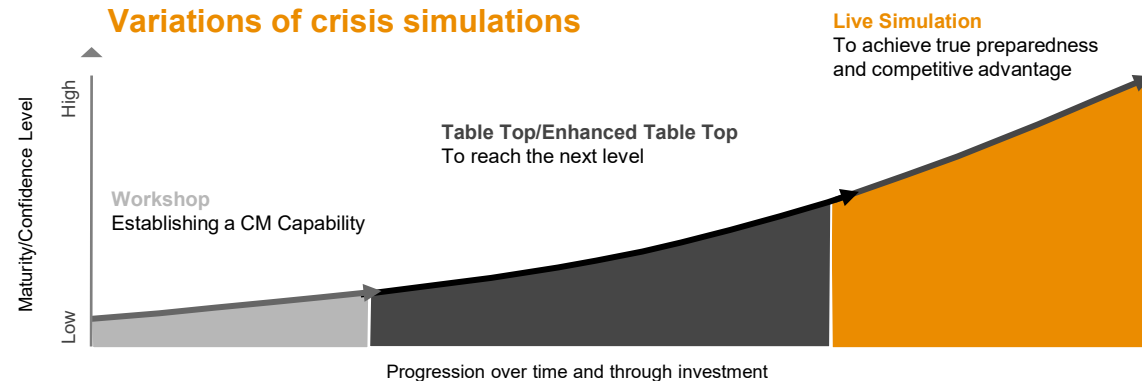 Variations of crisis simulations
Live Simulation
To achieve true preparedness
and competitive advantage
High
Maturity/Confidence Level
Table Top/Enhanced Table Top
To reach the next level
Workshop
Establishing a CM Capability
Low
Progression over time and through investment